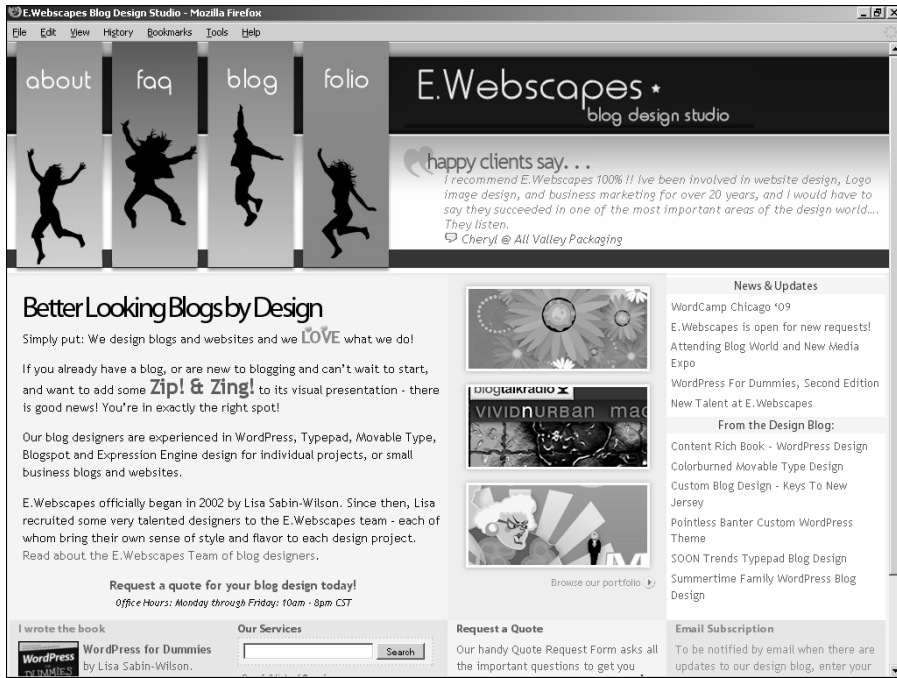 E.Webscapes Blog Design Studio - Mozilla Firefox
File Edit View History Bookmarks Tools Help
about faq blog folio
E.Webscapes
blog design studio
happy clients say. . .
I recommend E.Webscapes 100% !! Ive been involved in website design, Logo
image design, and business marketing for over 20 years, and I would have to
say they succeeded in one of the most important areas of the design world....
They listen.
Cheryl @ All Valley Packaging
Better Looking Blogs by Design
Simply put: We design blogs and websites and we LOVE what we do!
If you already have a blog, or are new to blogging and can't wait to start,
and want to add some Zip! & Zing! to its visual presentation - there
is good news! You're in exactly the right spot!
Our blog designers are experienced in WordPress, Typepad, Movable Type,
Blogspot and Expression Engine design for individual projects, or small
business blogs and websites.
E.Webscapes officially began in 2002 by Lisa Sabin-Wilson. Since then, Lisa
recruited some very talented designers to the E.Webscapes team - each of
whom bring their own sense of style and flavor to each design project.
Read about the E.Webscapes Team of blog designers.
Request a quote for your blog design today!
Office Hours: Monday through Friday: 10am - 8pm CST
blogtalkradio
VIVIDNURBAN mac
M
Browse our portfolio
News & Updates
WordCamp Chicago '09
E.Webscapes is open for new requests!
Attending Blog World and New Media
Expo
WordPress For Dummies, Second Edition
New Talent at E.Webscapes
From the Design Blog:
Content Rich Book - WordPress Design
Colorburned Movable Type Design
Custom Blog Design - Keys To New
Jersey
Pointless Banter Custom WordPress
Theme
SOON Trends Typepad Blog Design
Summertime Family WordPress Blog
Design
I wrote the book
WordPress
DUMMIES
WordPress for Dummies
by Lisa Sabin-Wilson.
Our Services
Search
Request a Quote
Our handy Quote Request Form asks all
the important questions to get you
Email Subscription
To be notified by email when there are
updates to our design blog, enter your